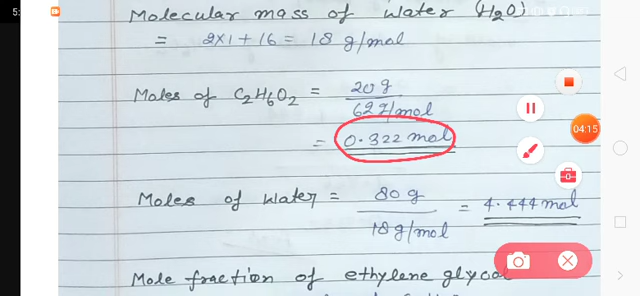 5:
Molecular mass of water (H2O)
= 2×1 + 16 = 18 g/mol
Moles of C2H6O2 = 20 g
62 g/mol
= 0.322 mol
04:15
Moles of Water = 80 g = 4.444 mol
18 g/mol
Mole fraction of ethylene glycol